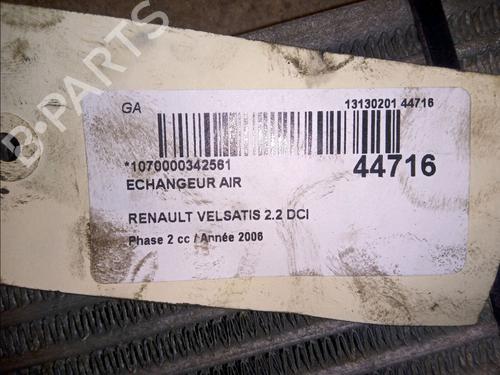 B-PARTS
GA
13130201 44716
*1070000342561
44716
ECHANGEUR AIR
RENAULT VELSATIS 2.2 DCI
Phase 2 cc / Année 2006